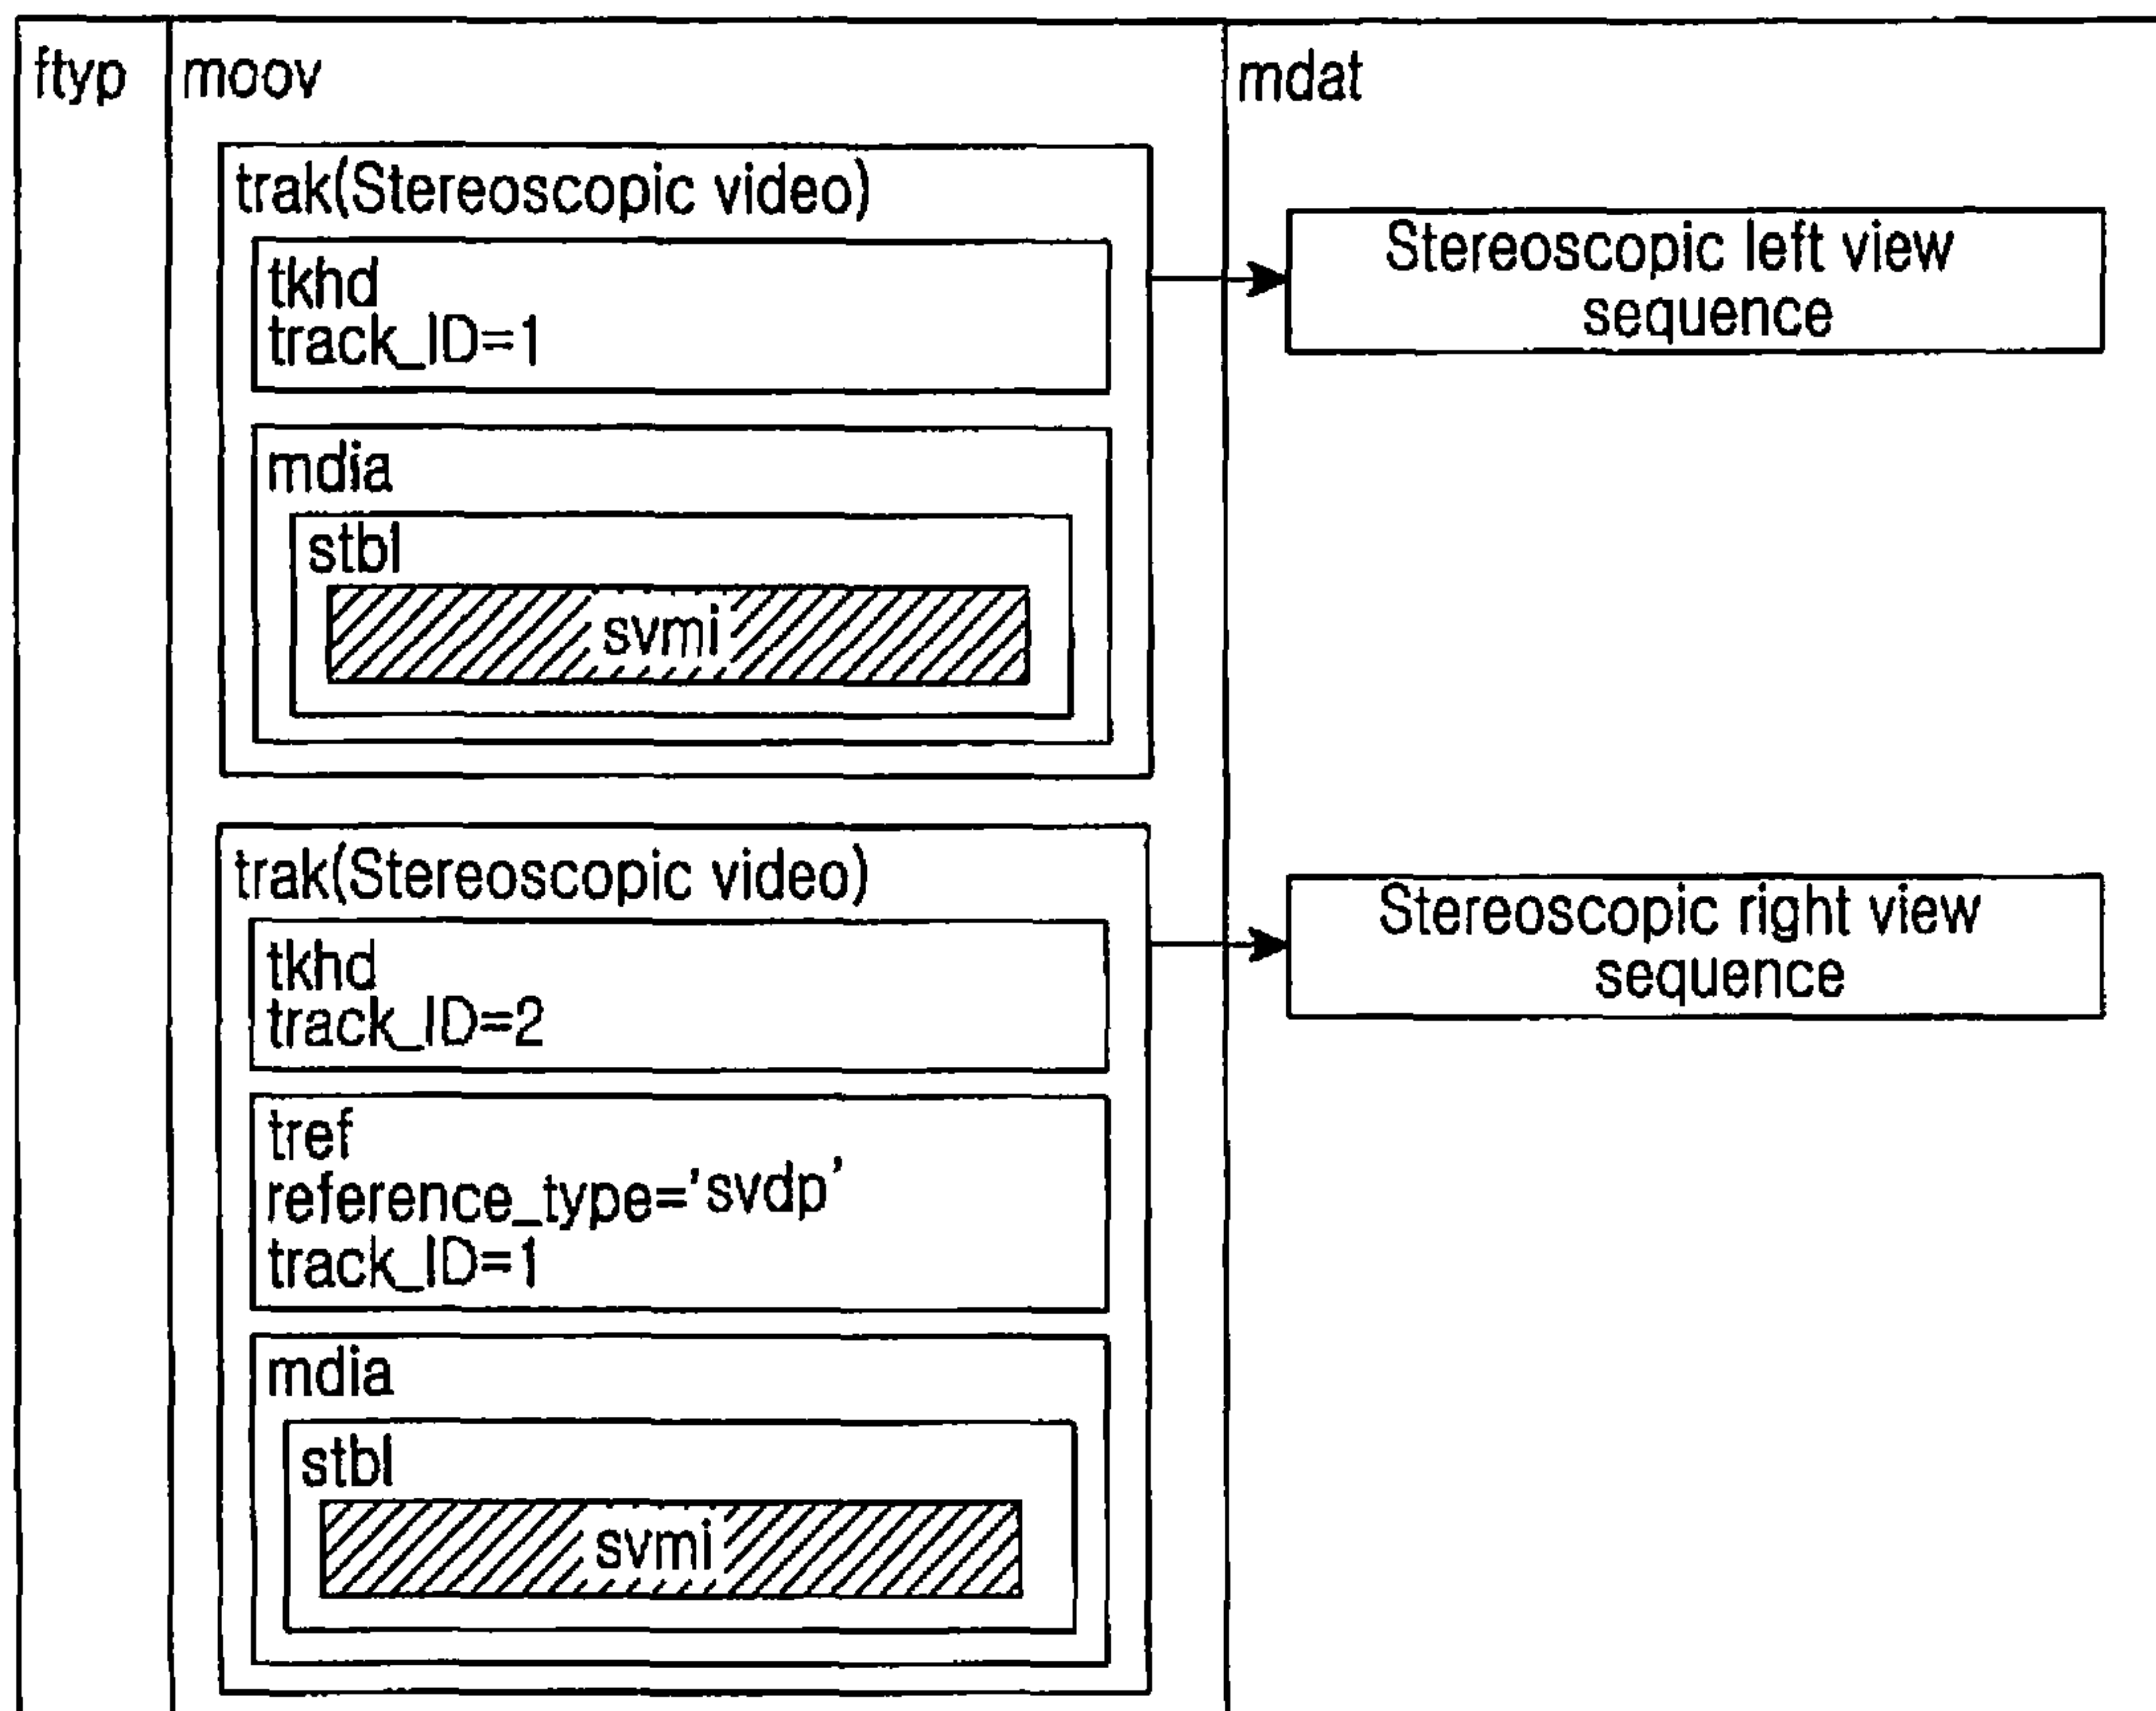 ftyp
moov
mdat
trak(Stereoscopic video)
tkhd
track_ID=1
mdia
stbl
svmi
Stereoscopic left view
sequence
trak(Stereoscopic video)
tkhd
track_ID=2
tref
reference_type='svdp'
track_ID=1
mdia
stbl
svmi
Stereoscopic right view
sequence